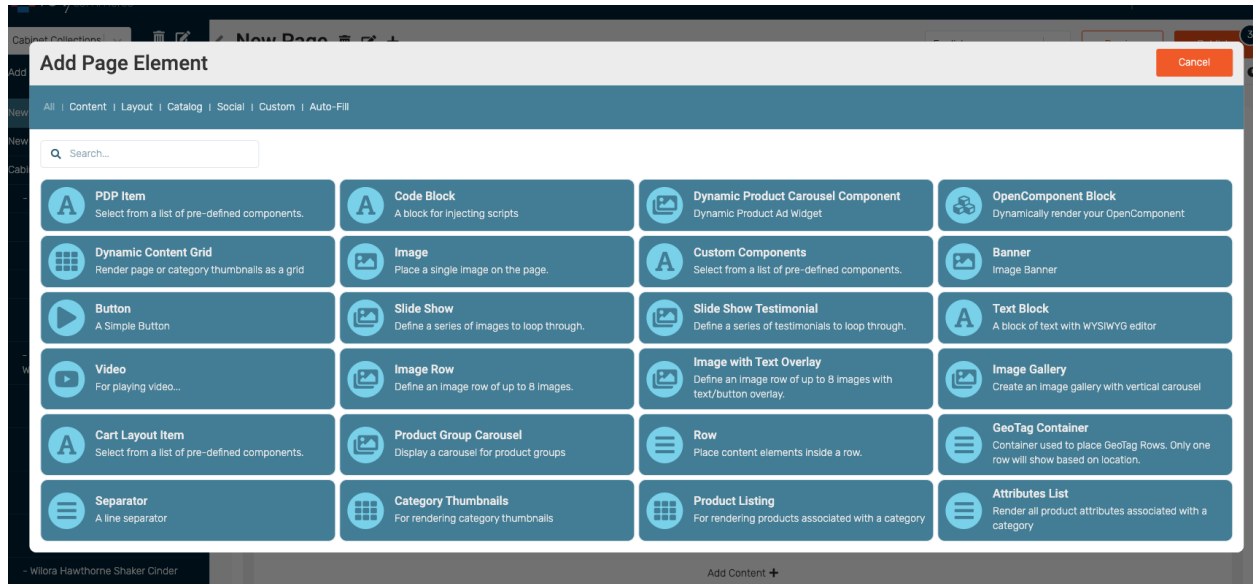 Cabinet Collections
New Page
Add Page Element
Cancel
Add
New
New
Cabi
All | Content | Layout | Catalog | Social | Custom | Auto-Fill
Search...
PDP Item
Select from a list of pre-defined components.
Code Block
A block for injecting scripts
Dynamic Product Carousel Component
Dynamic Product Ad Widget
OpenComponent Block
Dynamically render your OpenComponent
Dynamic Content Grid
Render page or category thumbnails as a grid
Image
Place a single image on the page.
Custom Components
Select from a list of pre-defined components.
Banner
Image Banner
Button
A Simple Button
Slide Show
Define a series of images to loop through.
Slide Show Testimonial
Define a series of testimonials to loop through.
Text Block
A block of text with WYSIWYG editor
Video
For playing video...
Image Row
Define an image row of up to 8 images.
Image with Text Overlay
Define an image row of up to 8 images with
text/button overlay.
Image Gallery
Create an image gallery with vertical carousel
Cart Layout Item
Select from a list of pre-defined components.
Product Group Carousel
Display a carousel for product groups
Row
Place content elements inside a row.
GeoTag Container
Container used to place GeoTag Rows. Only one
row will show based on location.
Separator
A line separator
Category Thumbnails
For rendering category thumbnails
Product Listing
For rendering products associated with a category
Attributes List
Render all product attributes associated with a
category
- Wilora Hawthorne Shaker Cinder
Add Content +